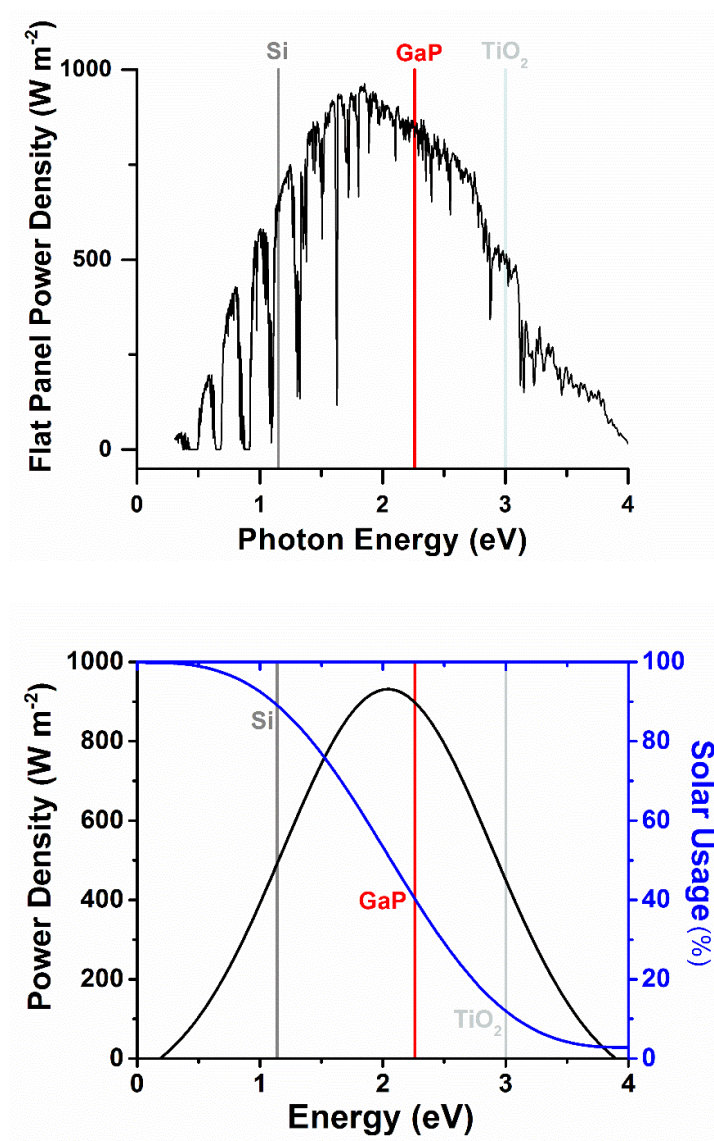 Si
GaP
TiO₂
Flat Panel Power Density (W m⁻²)
1000
500
0
0 1 2 3 4
Photon Energy (eV)
Power Density (W m⁻²)
1000
800
600
400
200
0
Si
GaP
TiO₂
100
80
60
40
20
0
Solar Usage (%)
0 1 2 3 4
Energy (eV)